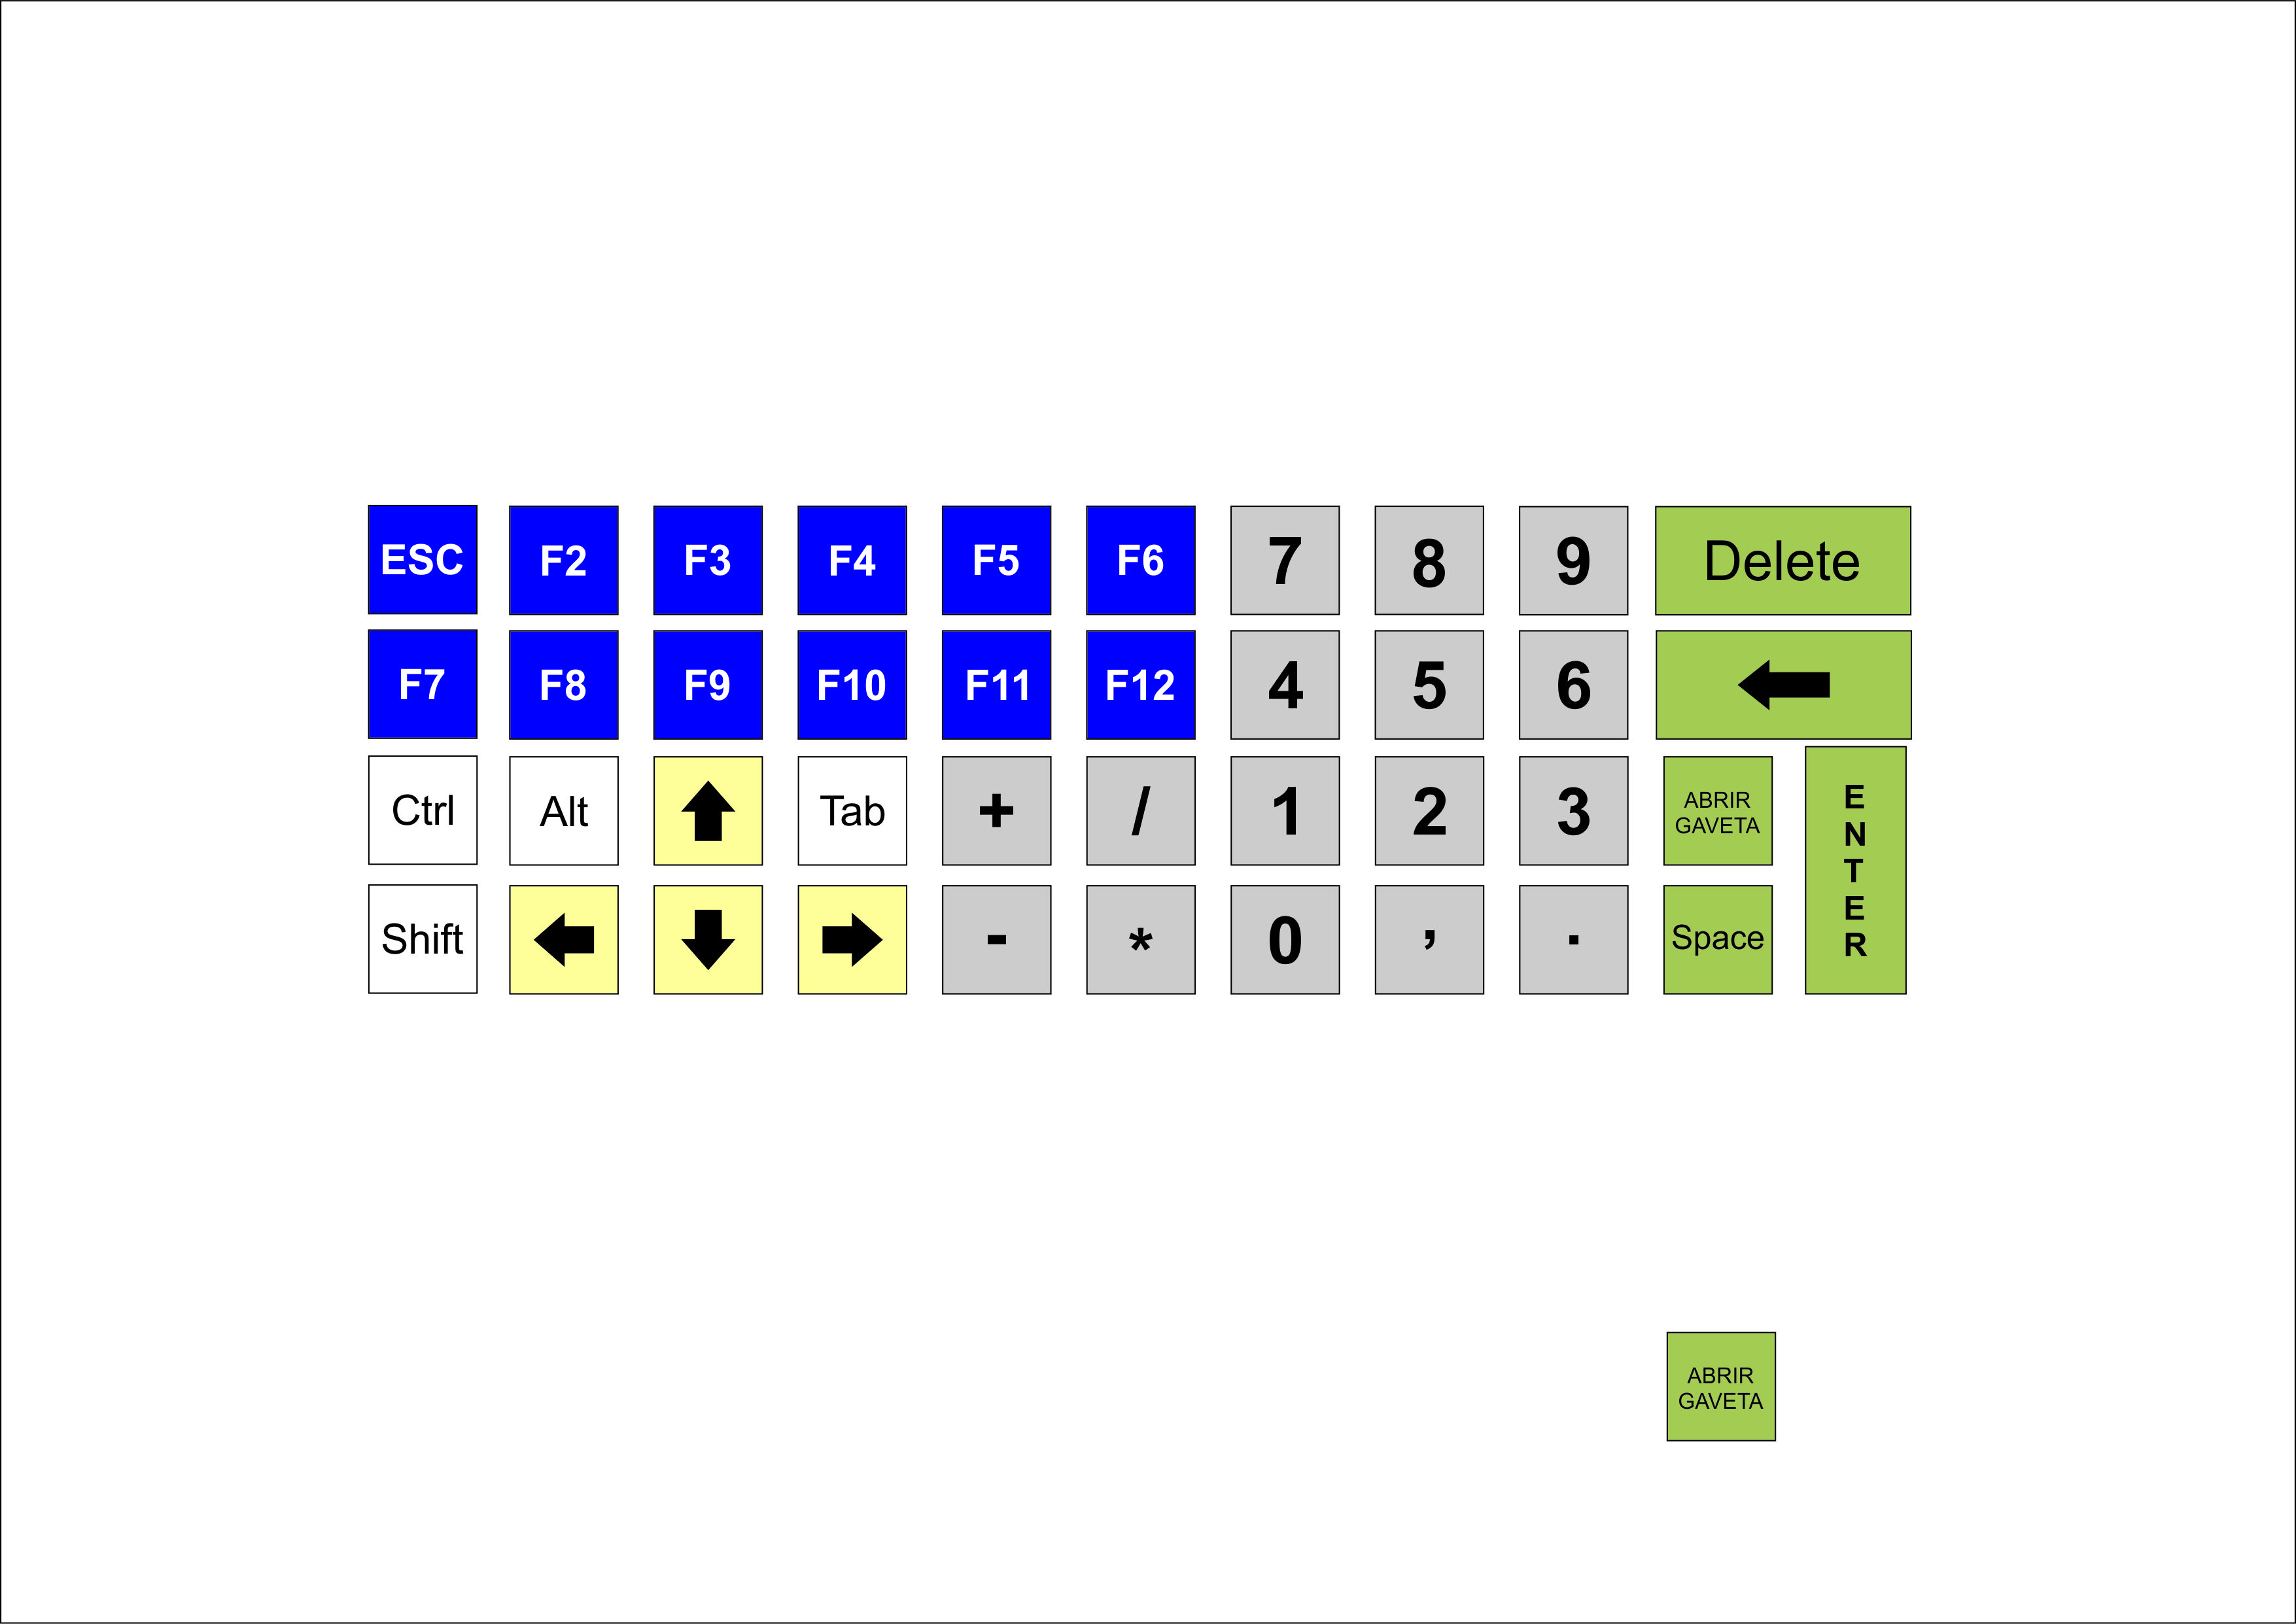 ESC F2 F3 F4 F5 F6 7 8 9 Delete
F7 F8 F9 F10 F11 F12 4 5 6
Ctrl Alt Tab + / 1 2 3 ABRIR
GAVETA
ENTER
Shift - * 0 , . Space
ABRIR
GAVETA